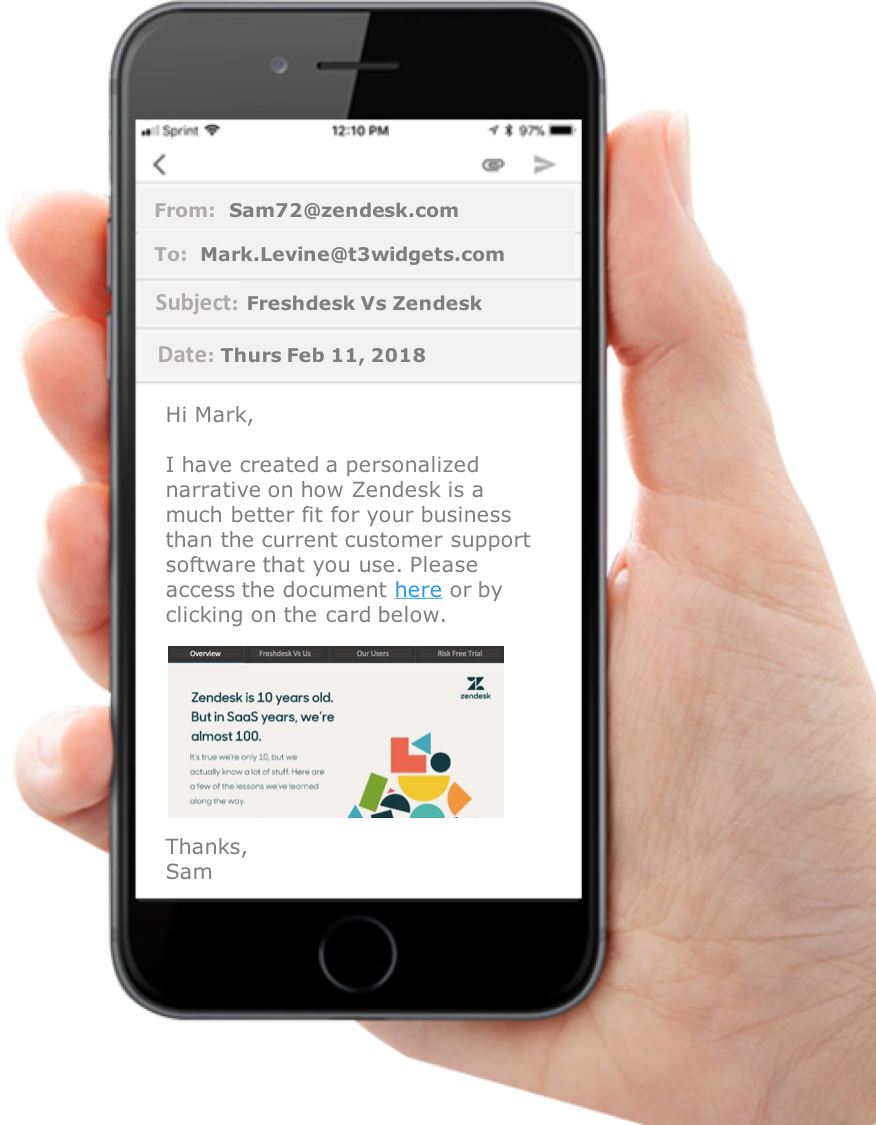 Sprint 12:10 PM 97%
From: Sam72@zendesk.com
To: Mark.Levine@t3widgets.com
Subject: Freshdesk Vs Zendesk
Date: Thurs Feb 11, 2018
Hi Mark,
I have created a personalized
narrative on how Zendesk is a
much better fit for your business
than the current customer support
software that you use. Please
access the document here or by
clicking on the card below.
Overview Freshdesk Vs Us Our Users Risk Free Trial
zendesk
Zendesk is 10 years old.
But in SaaS years, we're
almost 100.
It's true we're only 10, but we
actually know a lot of stuff. Here are
a few of the lessons we've learned
along the way.
Thanks,
Sam